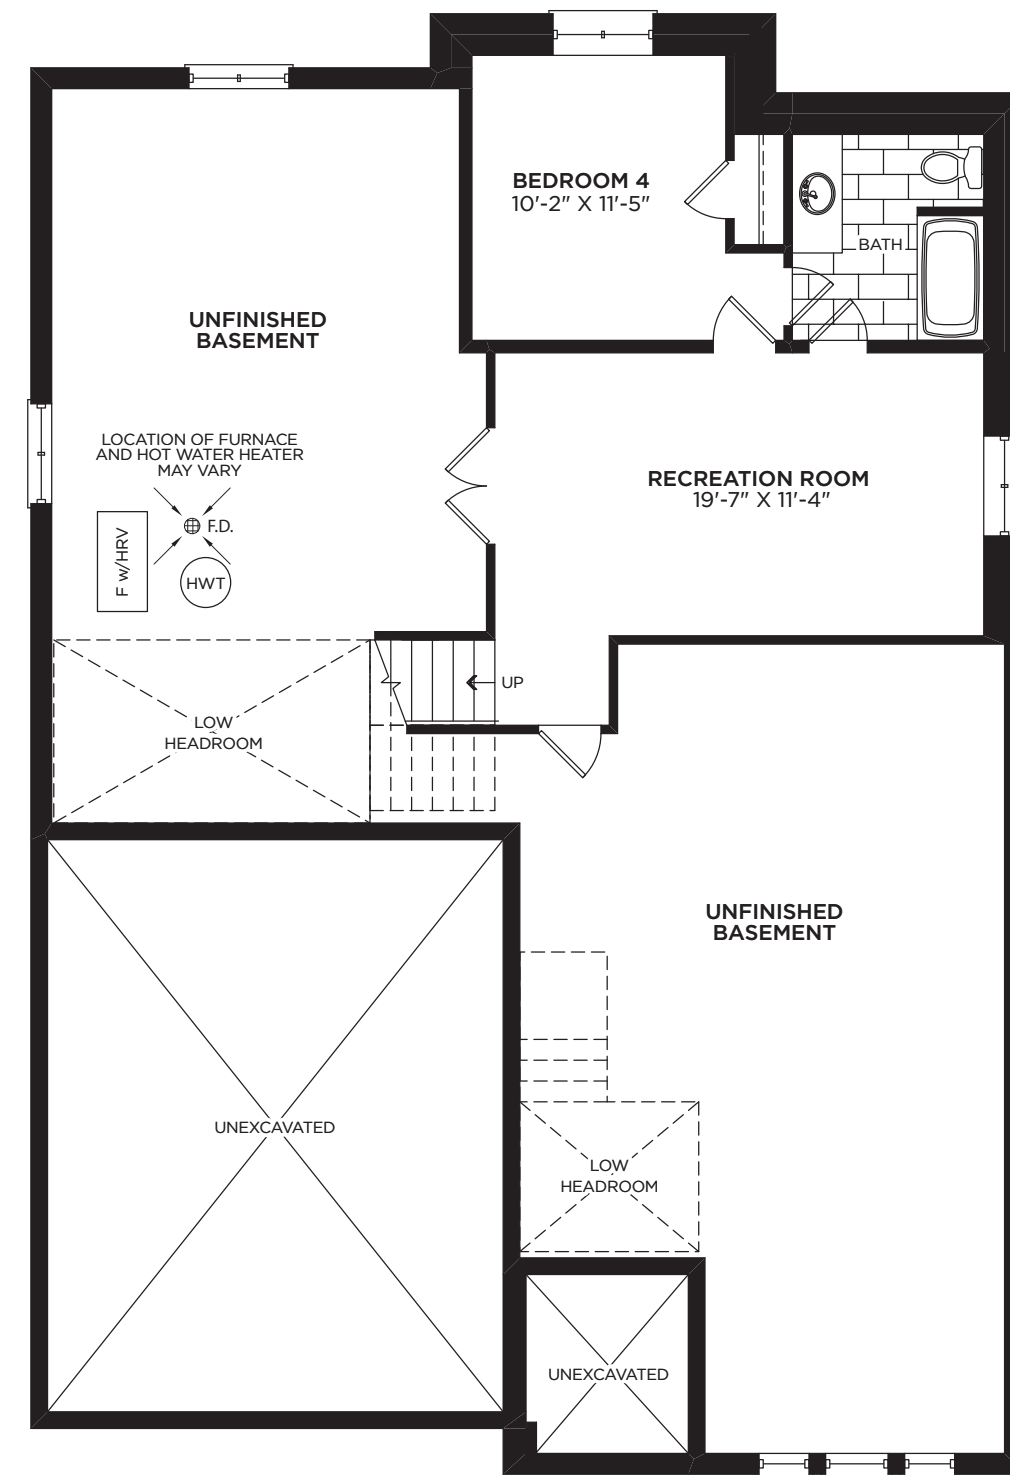 BEDROOM 4
10'-2" X 11'-5"
BATH
UNFINISHED
BASEMENT
LOCATION OF FURNACE
AND HOT WATER HEATER
MAY VARY
F.D.
F w/HRV
HWT
RECREATION ROOM
19'-7" X 11'-4"
UP
LOW
HEADROOM
UNFINISHED
BASEMENT
UNEXCAVATED
LOW
HEADROOM
UNEXCAVATED